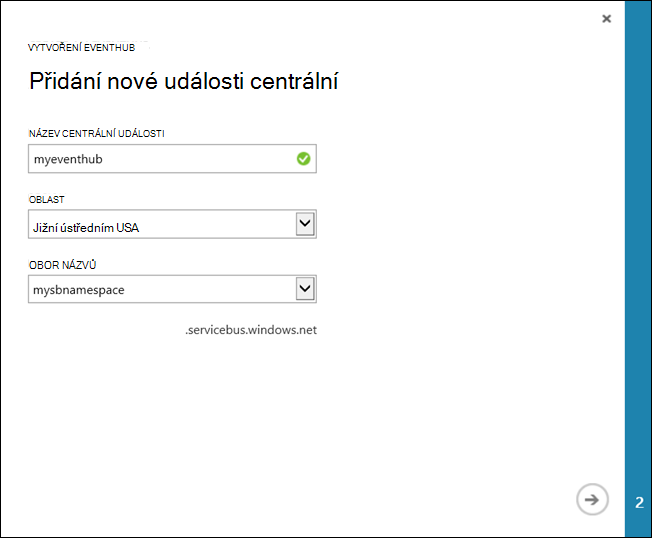 VYTVOŘENÍ EVENTHUB
Přidání nové události centrální
NÁZEV CENTRÁLNÍ UDÁLOSTI
myeventhub
OBLAST
Jižní ústředním USA
OBOR NÁZVŮ
mysbnamespace
.servicebus.windows.net
2